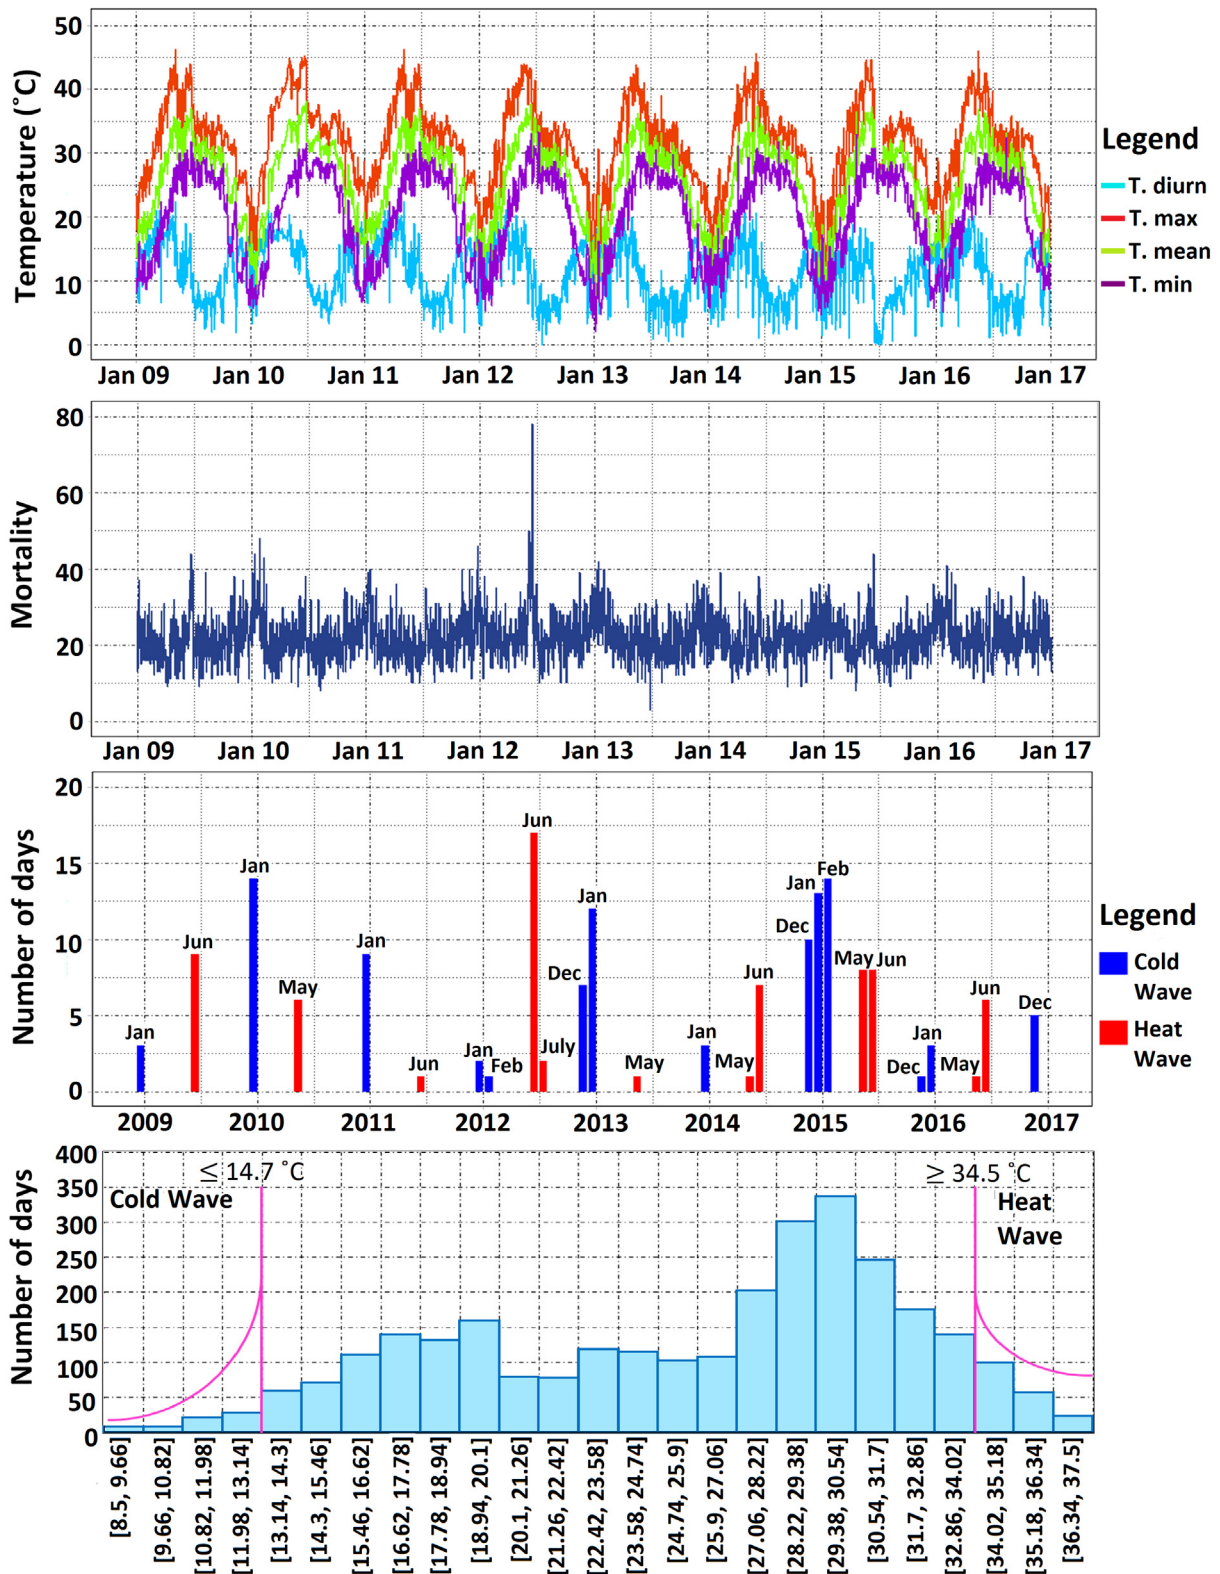 Temperature (˚C)
50
40
30
20
10
0
Jan 09 Jan 10 Jan 11 Jan 12 Jan 13 Jan 14 Jan 15 Jan 16 Jan 17
Legend
T. diurn
T. max
T. mean
T. min
Mortality
80
60
40
20
0
Jan 09 Jan 10 Jan 11 Jan 12 Jan 13 Jan 14 Jan 15 Jan 16 Jan 17
Number of days
20
15
10
5
0
Jan
Jun
Jan
May
Jan
Jun
Jan
Feb
Jun
July
Dec
Jan
May
Jan
May
Jun
Dec
Jan
Feb
May
Jun
Dec
Jan
May
Jun
Dec
2009 2010 2011 2012 2013 2014 2015 2016 2017
Legend
Cold
Wave
Heat
Wave
Number of days
400
350
300
250
200
150
100
50
0
≤ 14.7 ˚C
Cold Wave
≥ 34.5 ˚C
Heat
Wave
[8.5, 9.66]
[9.66, 10.82]
[10.82, 11.98]
[11.98, 13.14]
[13.14, 14.3]
[14.3, 15.46]
[15.46, 16.62]
[16.62, 17.78]
[17.78, 18.94]
[18.94, 20.1]
[20.1, 21.26]
[21.26, 22.42]
[22.42, 23.58]
[23.58, 24.74]
[24.74, 25.9]
[25.9, 27.06]
[27.06, 28.22]
[28.22, 29.38]
[29.38, 30.54]
[30.54, 31.7]
[31.7, 32.86]
[32.86, 34.02]
[34.02, 35.18]
[35.18, 36.34]
[36.34, 37.5]